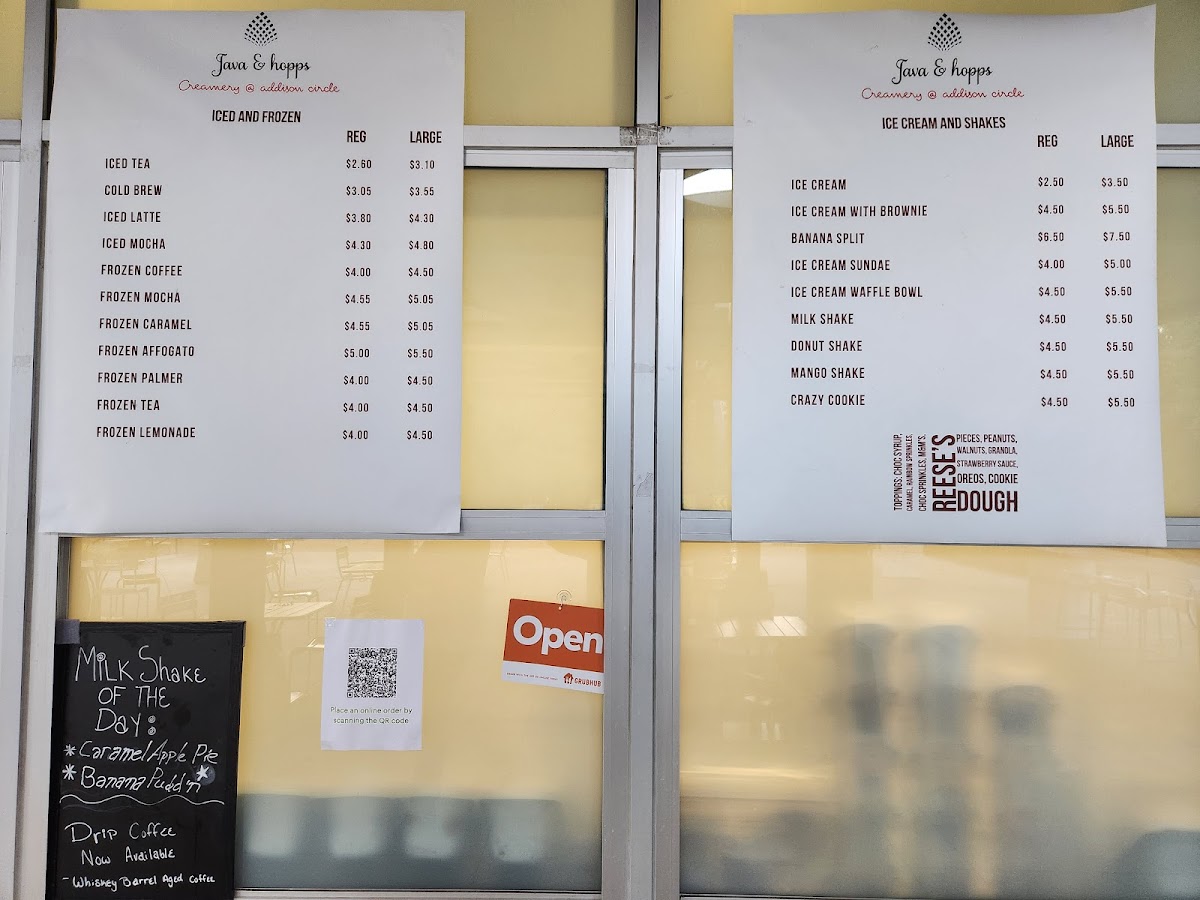 Java & hopps
Creamery @ addison circle
ICED AND FROZEN
REG LARGE
ICED TEA $2.60 $3.10
COLD BREW $3.05 $3.55
ICED LATTE $3.80 $4.30
ICED MOCHA $4.30 $4.80
FROZEN COFFEE $4.00 $4.50
FROZEN MOCHA $4.55 $5.05
FROZEN CARAMEL $4.55 $5.05
FROZEN AFFOGATO $5.00 $5.50
FROZEN PALMER $4.00 $4.50
FROZEN TEA $4.00 $4.50
FROZEN LEMONADE $4.00 $4.50
Java & hopps
Creamery @ addison circle
ICE CREAM AND SHAKES
REG LARGE
ICE CREAM $2.50 $3.50
ICE CREAM WITH BROWNIE $4.50 $5.50
BANANA SPLIT $6.50 $7.50
ICE CREAM SUNDAE $4.00 $5.00
ICE CREAM WAFFLE BOWL $4.50 $5.50
MILK SHAKE $4.50 $5.50
DONUT SHAKE $4.50 $5.50
MANGO SHAKE $4.50 $5.50
CRAZY COOKIE $4.50 $5.50
TOPPINGS: CHOC SYRUP,
CARAMEL, RAINBOW SPRINKLES,
CHOC SPRINKLES, M&M'S,
REESE'S
PIECES, PEANUTS,
WALNUTS, GRANOLA,
STRAWBERRY SAUCE,
OREOS, COOKIE
DOUGH
MILK SHAKE
OF THE
DAY:
* Caramel Apple Pie
* Banana Pudd'n
Drip Coffee
Now Available
- Whiskey Barrel Aged Coffee
Place an online order by
scanning the QR code
Open
GRUBHUB